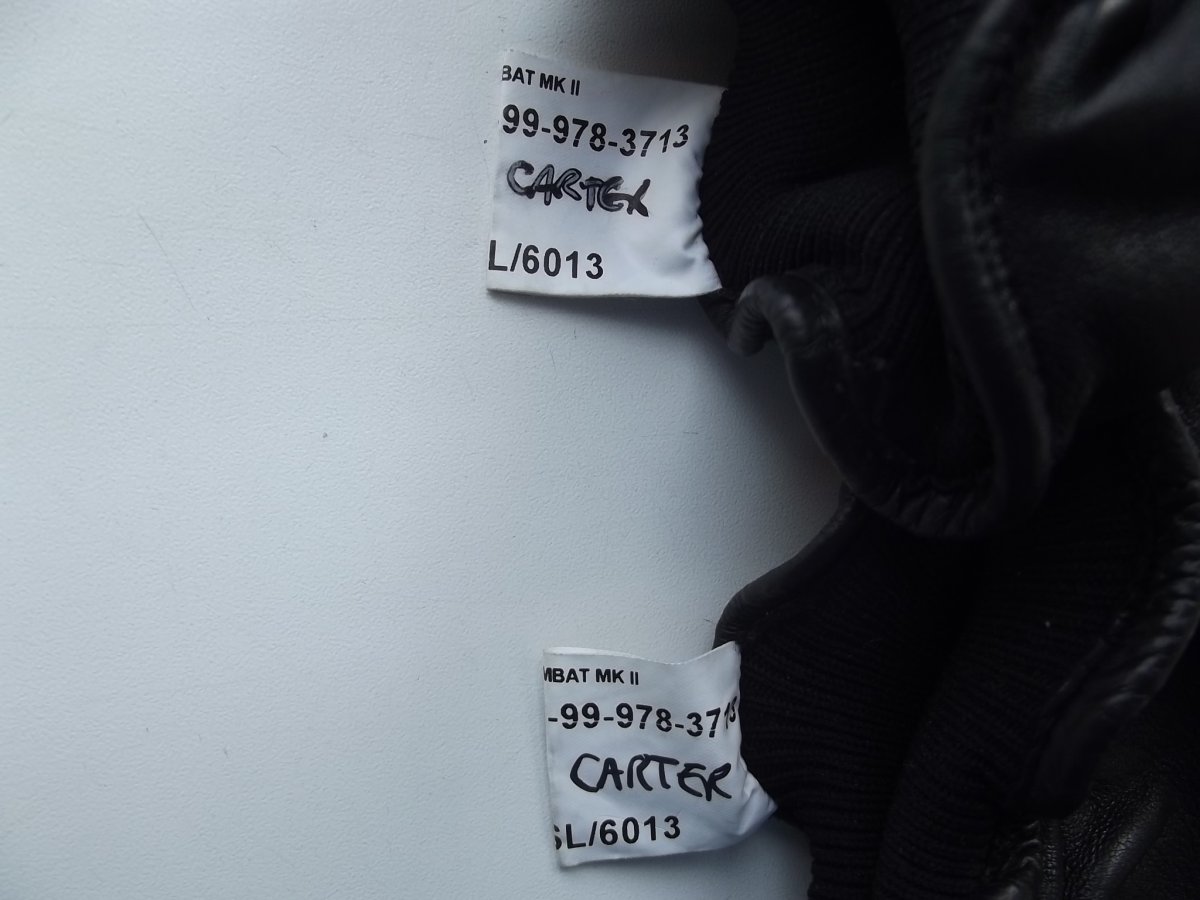 BAT MK II
99-978-3713
CARTER
L/6013
MBAT MK II
-99-978-3713
CARTER
SL/6013